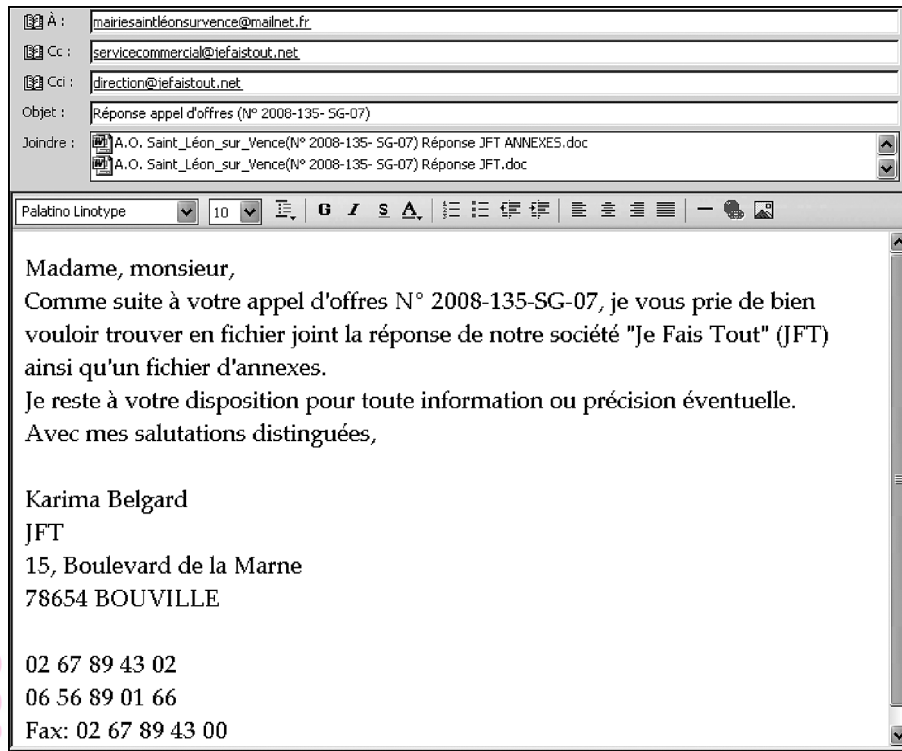 À : mairiesaintléonsurvence@mailnet.fr
Cc : servicecommercial@jefaistout.net
Cci : direction@jefaistout.net
Objet : Réponse appel d'offres (N° 2008-135- SG-07)
Joindre : A.O. Saint_Léon_sur_Vence(N° 2008-135- SG-07) Réponse JFT ANNEXES.doc
A.O. Saint_Léon_sur_Vence(N° 2008-135- SG-07) Réponse JFT.doc
Palatino Linotype 10 G I S A
Madame, monsieur,
Comme suite à votre appel d'offres N° 2008-135-SG-07, je vous prie de bien
vouloir trouver en fichier joint la réponse de notre société "Je Fais Tout" (JFT)
ainsi qu'un fichier d'annexes.
Je reste à votre disposition pour toute information ou précision éventuelle.
Avec mes salutations distinguées,
Karima Belgard
JFT
15, Boulevard de la Marne
78654 BOUVILLE
02 67 89 43 02
06 56 89 01 66
Fax: 02 67 89 43 00